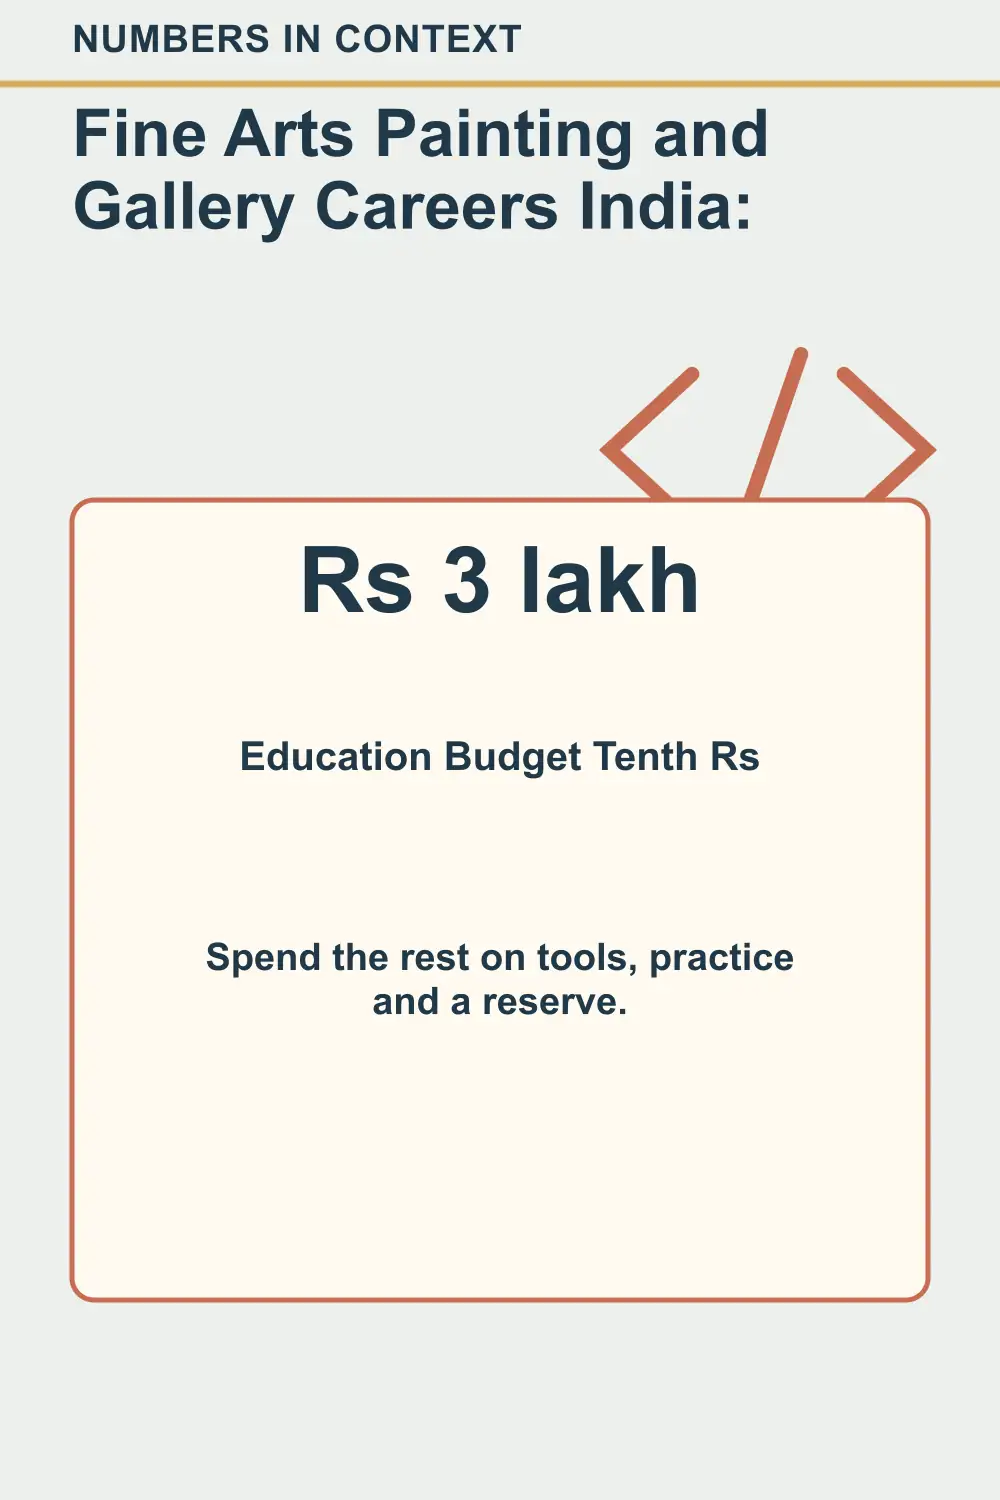 NUMBERS IN CONTEXT
Fine Arts Painting and
Gallery Careers India:
Rs 3 lakh
Education Budget Tenth Rs
Spend the rest on tools, practice
and a reserve.